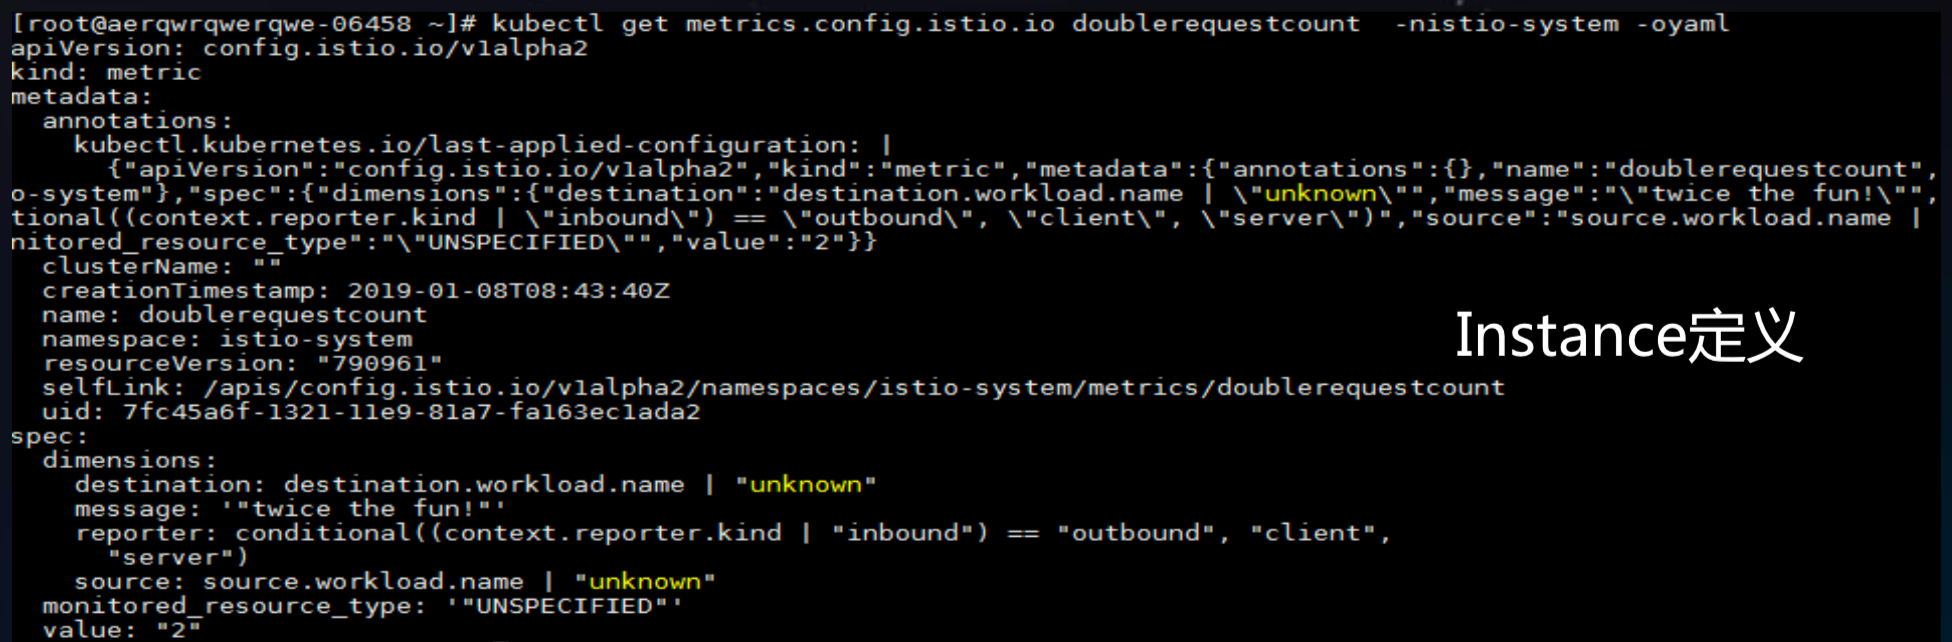 [root@aerqwrqwerqwe-06458 ~]# kubectl get metrics.config.istio.io doublerequestcount  -nistio-system -oyaml
apiVersion: config.istio.io/v1alpha2
kind: metric
metadata:
  annotations:
    kubectl.kubernetes.io/last-applied-configuration: |
      {"apiVersion":"config.istio.io/v1alpha2","kind":"metric","metadata":{"annotations":{},"name":"doublerequestcount",
o-system"},"spec":{"dimensions":{"destination":"destination.workload.name | \"unknown\"","message":"\"twice the fun!\"",
tional((context.reporter.kind | \"inbound\") == \"outbound\", \"client\", \"server\")","source":"source.workload.name |
nitored_resource_type":"\"UNSPECIFIED\"","value":"2"}}
  clusterName: ""
  creationTimestamp: 2019-01-08T08:43:40Z
  name: doublerequestcount
  namespace: istio-system
  resourceVersion: "790961"
  selfLink: /apis/config.istio.io/v1alpha2/namespaces/istio-system/metrics/doublerequestcount
  uid: 7fc45a6f-1321-11e9-81a7-fa163ec1ada2
spec:
  dimensions:
    destination: destination.workload.name | "unknown"
    message: '"twice the fun!"'
    reporter: conditional((context.reporter.kind | "inbound") == "outbound", "client",
      "server")
    source: source.workload.name | "unknown"
  monitored_resource_type: '"UNSPECIFIED"'
  value: "2"
Instance定义